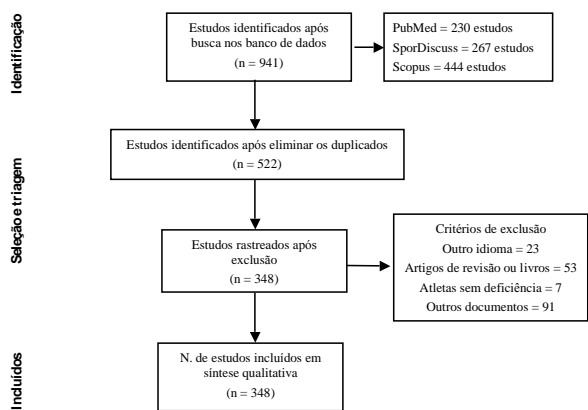 Identificação
Estudos identificados após
busca nos banco de dados
(n = 941)
PubMed = 230 estudos
SporDiscuss = 267 estudos
Scopus = 444 estudos
Seleção e triagem
Estudos identificados após eliminar os duplicados
(n = 522)
Estudos rastreados após
exclusão
(n = 348)
Critérios de exclusão
Outro idioma = 23
Artigos de revisão ou livros = 53
Atletas sem deficiência = 7
Outros documentos = 91
Incluídos
N. de estudos incluídos em
síntese qualitativa
(n = 348)